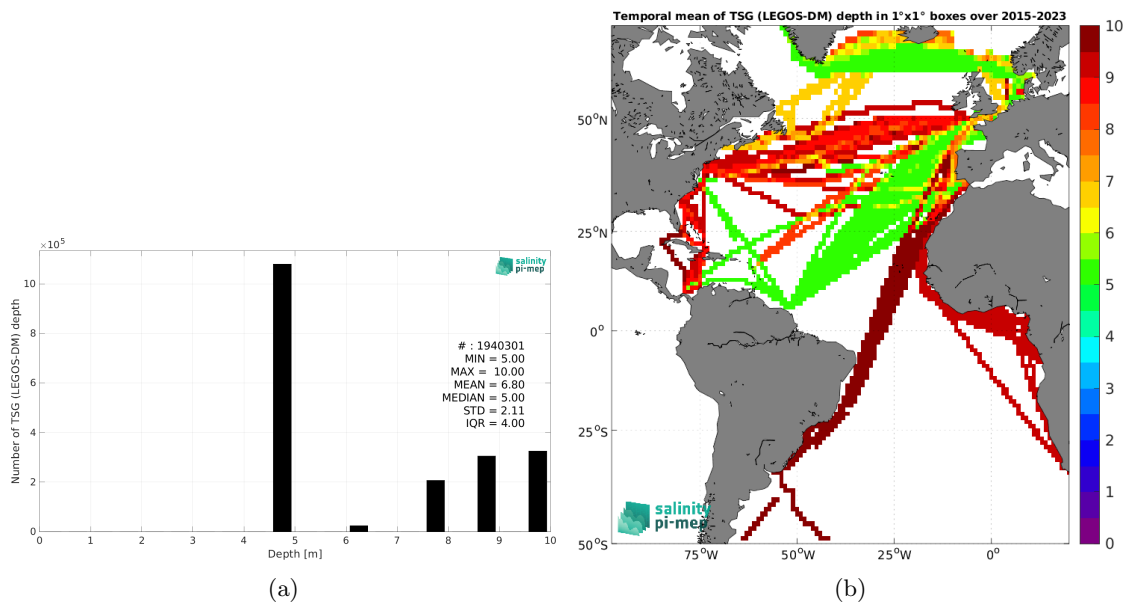 ×10⁵
10
8
6
4
2
0
Number of TSG (LEGOS-DM) depth
0 1 2 3 4 5 6 7 8 9 10
Depth [m]
salinity
pi-mep
# : 1940301
MIN = 5.00
MAX = 10.00
MEAN = 6.80
MEDIAN = 5.00
STD = 2.11
IQR = 4.00
(a)
Temporal mean of TSG (LEGOS-DM) depth in 1°x1° boxes over 2015-2023
50°N
25°N
0°
25°S
50°S
75°W 50°W 25°W 0°
salinity
pi-mep
10
9
8
7
6
5
4
3
2
1
0
(b)